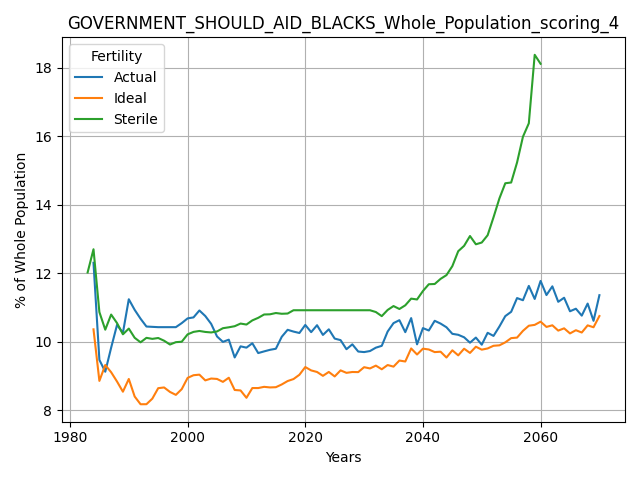 GOVERNMENT_SHOULD_AID_BLACKS_Whole_Population_scoring_4
Fertility
Actual
Ideal
Sterile
% of Whole Population
18
16
14
12
10
8
1980
2000
2020
2040
2060
Years